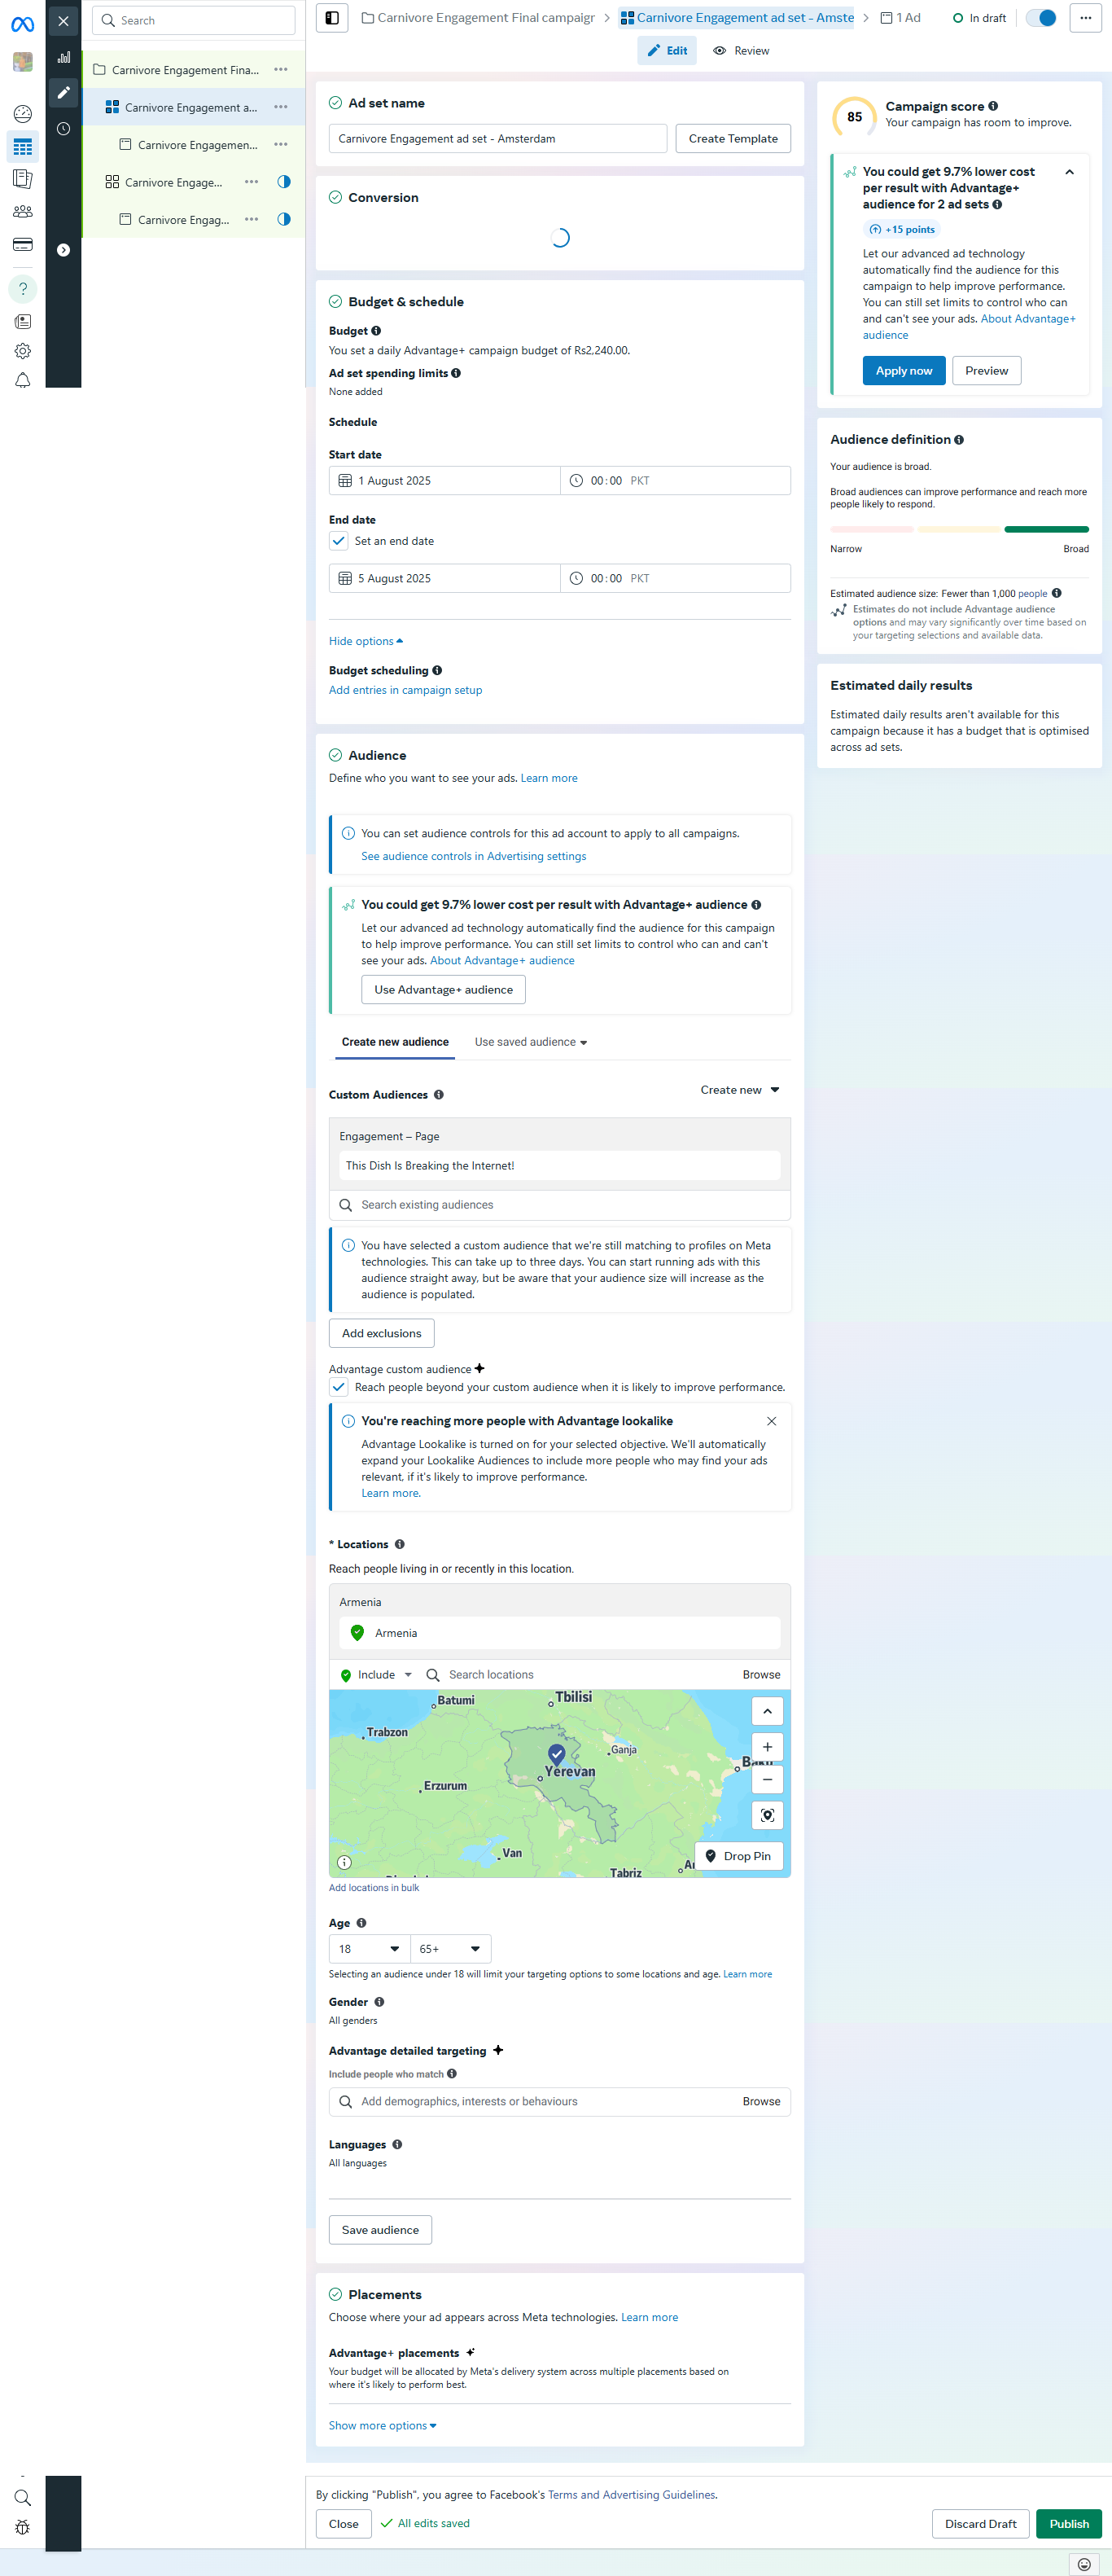 Search
Carnivore Engagement Fina...
Carnivore Engagement a...
Carnivore Engagemen...
Carnivore Engage...
Carnivore Engag...
Carnivore Engagement Final campaigr
Carnivore Engagement ad set - Amste
1 Ad
In draft
Edit
Review
Ad set name
Carnivore Engagement ad set - Amsterdam
Create Template
Conversion
Budget & schedule
Budget
You set a daily Advantage+ campaign budget of Rs2,240.00.
Ad set spending limits
None added
Schedule
Start date
1 August 2025
00:00 PKT
End date
Set an end date
5 August 2025
00:00 PKT
Hide options
Budget scheduling
Add entries in campaign setup
Audience
Define who you want to see your ads. Learn more
You can set audience controls for this ad account to apply to all campaigns.
See audience controls in Advertising settings
You could get 9.7% lower cost per result with Advantage+ audience
Let our advanced ad technology automatically find the audience for this campaign
to help improve performance. You can still set limits to control who can and can't
see your ads. About Advantage+ audience
Use Advantage+ audience
Create new audience
Use saved audience
Custom Audiences
Create new
Engagement – Page
This Dish Is Breaking the Internet!
Search existing audiences
You have selected a custom audience that we're still matching to profiles on Meta
technologies. This can take up to three days. You can start running ads with this
audience straight away, but be aware that your audience size will increase as the
audience is populated.
Add exclusions
Advantage custom audience
Reach people beyond your custom audience when it is likely to improve performance.
You're reaching more people with Advantage lookalike
Advantage Lookalike is turned on for your selected objective. We'll automatically
expand your Lookalike Audiences to include more people who may find your ads
relevant, if it's likely to improve performance.
Learn more.
* Locations
Reach people living in or recently in this location.
Armenia
Armenia
Include
Search locations
Browse
Tbilisi
Batumi
Trabzon
Ganja
Yerevan
Erzurum
Van
Tabriz
Drop Pin
Add locations in bulk
Age
18
65+
Selecting an audience under 18 will limit your targeting options to some locations and age. Learn more
Gender
All genders
Advantage detailed targeting
Include people who match
Add demographics, interests or behaviours
Browse
Languages
All languages
Save audience
Placements
Choose where your ad appears across Meta technologies. Learn more
Advantage+ placements
Your budget will be allocated by Meta's delivery system across multiple placements based on
where it's likely to perform best.
Show more options
85
Campaign score
Your campaign has room to improve.
You could get 9.7% lower cost
per result with Advantage+
audience for 2 ad sets
+15 points
Let our advanced ad technology
automatically find the audience for this
campaign to help improve performance.
You can still set limits to control who can
and can't see your ads. About Advantage+
audience
Apply now
Preview
Audience definition
Your audience is broad.
Broad audiences can improve performance and reach more
people likely to respond.
Narrow
Broad
Estimated audience size: Fewer than 1,000 people
Estimates do not include Advantage audience
options and may vary significantly over time based on
your targeting selections and available data.
Estimated daily results
Estimated daily results aren't available for this
campaign because it has a budget that is optimised
across ad sets.
By clicking "Publish", you agree to Facebook's Terms and Advertising Guidelines.
Close
All edits saved
Discard Draft
Publish